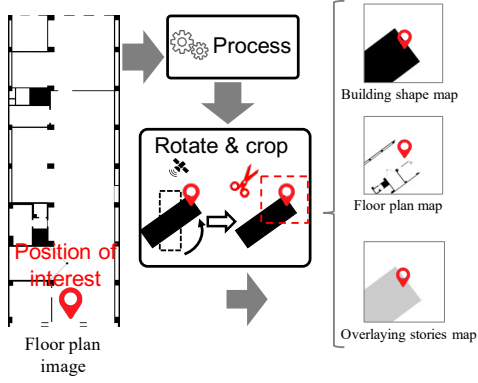 Process
Rotate & crop
Position of
interest
Floor plan
image
Building shape map
Floor plan map
Overlaying stories map